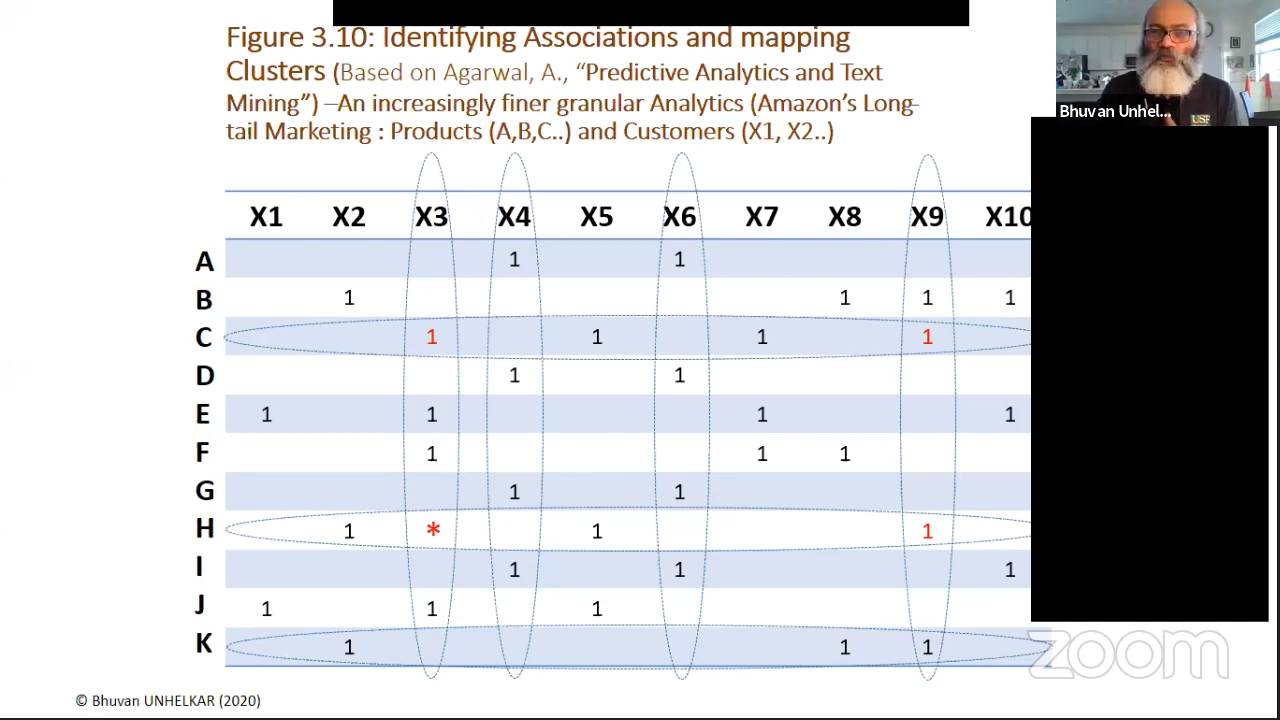 Figure 3.10: Identifying Associations and mapping
Clusters (Based on Agarwal, A., “Predictive Analytics and Text
Mining”) –An increasingly finer granular Analytics (Amazon’s Long-
tail Marketing : Products (A,B,C..) and Customers (X1, X2..)
Bhuvan Unhel...
USF
X1 X2 X3 X4 X5 X6 X7 X8 X9 X10
A 1 1
B 1 1 1 1
C 1 1 1 1
D 1 1
E 1 1 1 1
F 1 1 1
G 1 1
H 1 * 1 1
I 1 1 1
J 1 1 1
K 1 1 1
zoom
© Bhuvan UNHELKAR (2020)